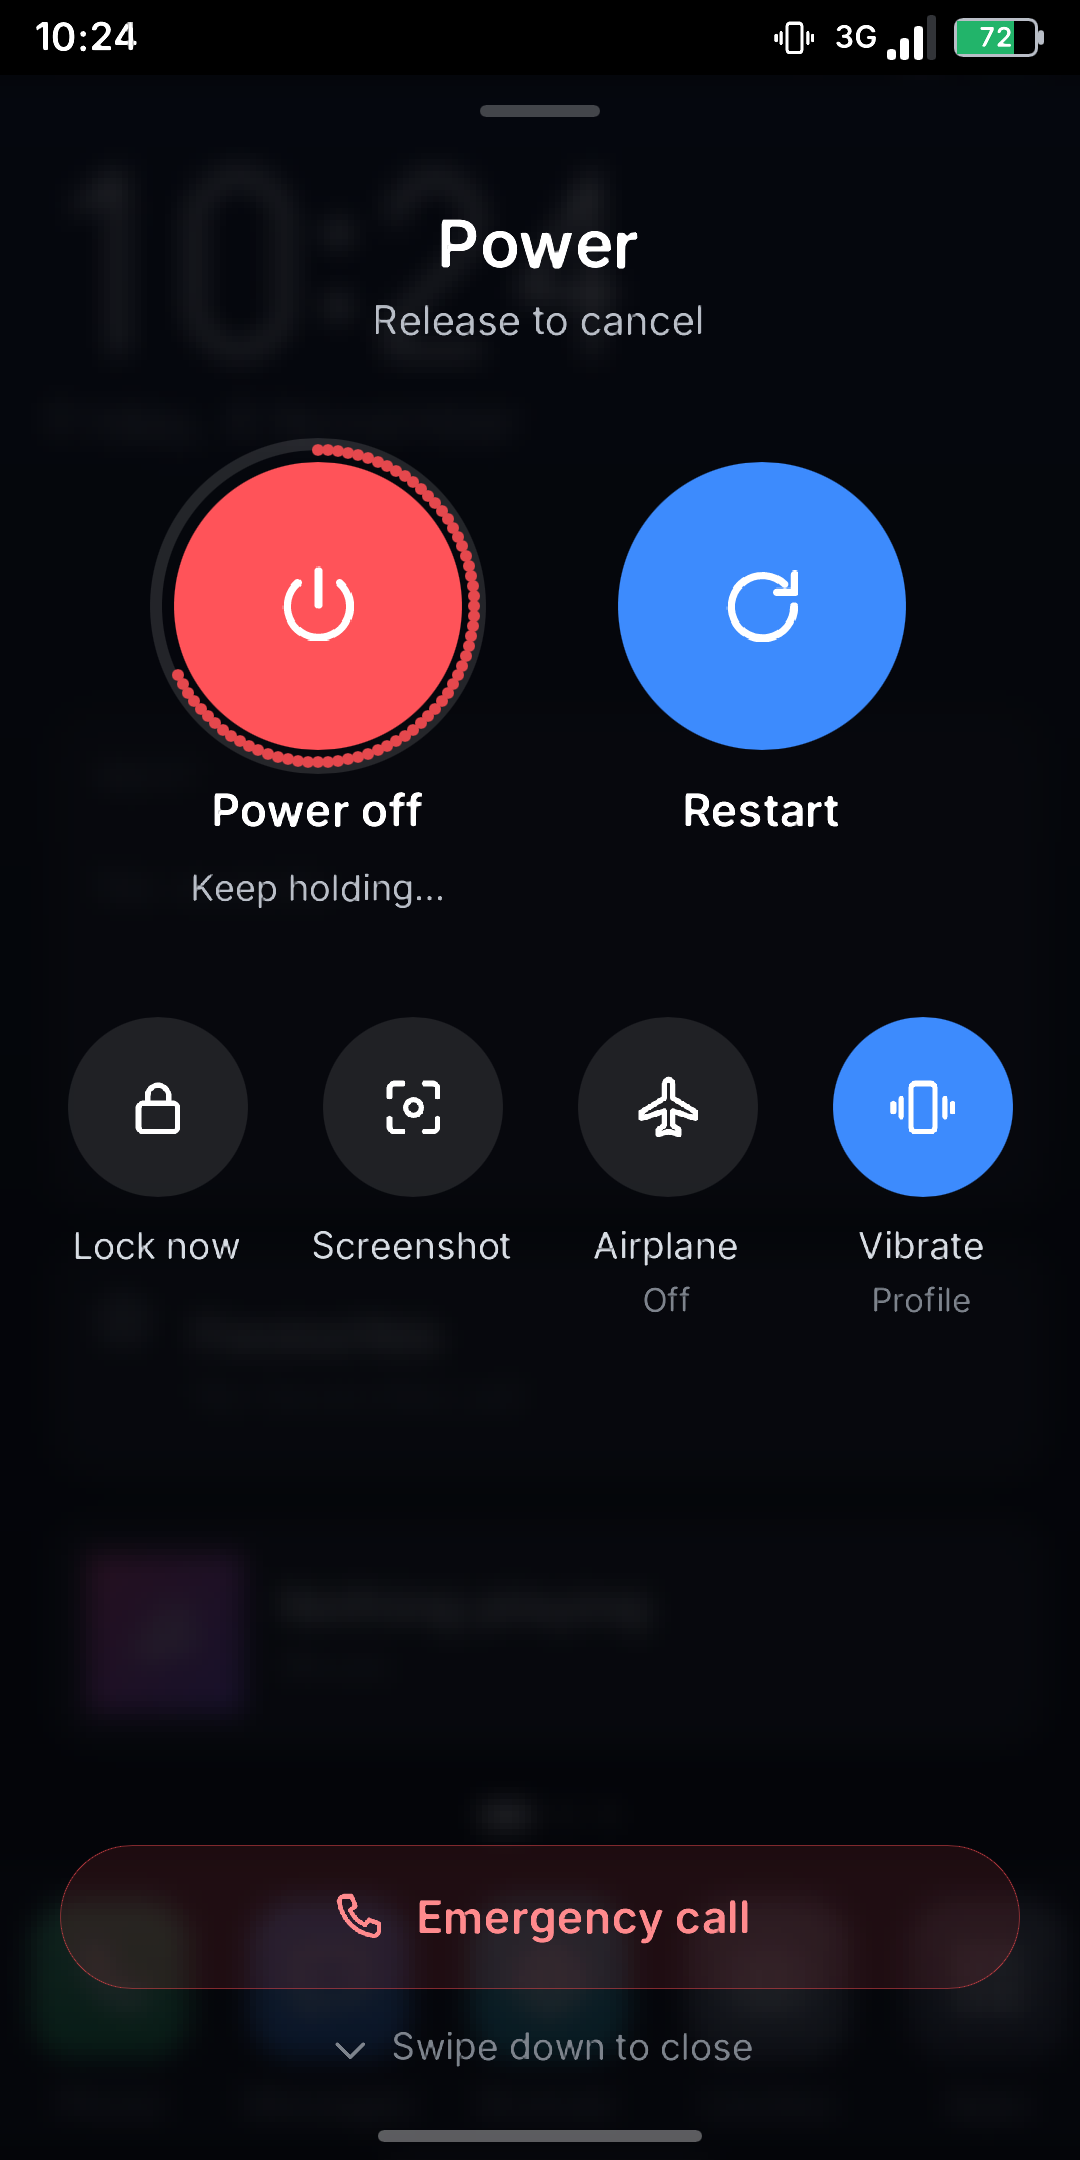 10:24
3G
72
Power
Release to cancel
Power off
Restart
Keep holding...
Lock now
Screenshot
Airplane
Vibrate
Off
Profile
Emergency call
Swipe down to close